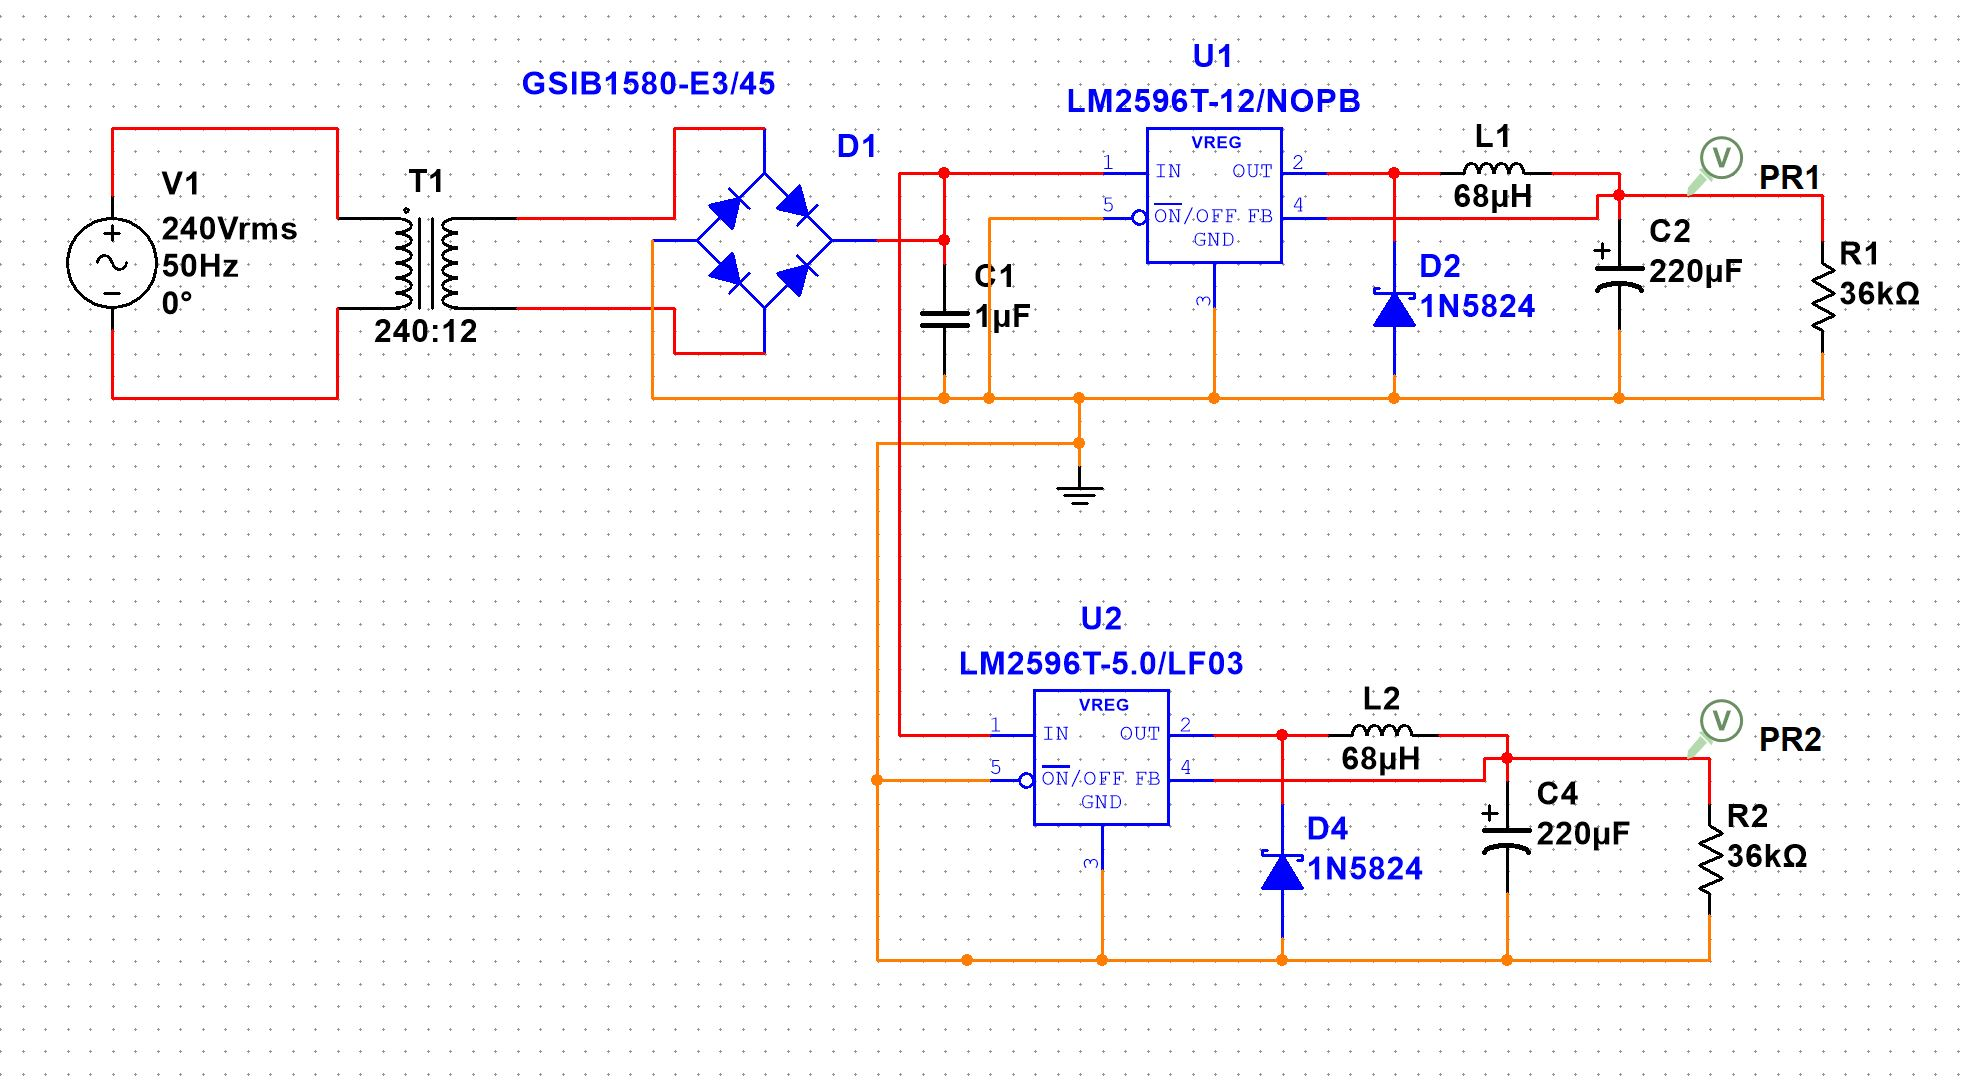 GSIB1580-E3/45
D1
V1
240Vrms
50Hz
0°
+
−
T1
240:12
C1
1µF
U1
LM2596T-12/NOPB
VREG
1 IN OUT 2
5 ON/OFF FB 4
GND
3
L1
68µH
D2
1N5824
+
C2
220µF
V
PR1
R1
36kΩ
U2
LM2596T-5.0/LF03
VREG
1 IN OUT 2
5 ON/OFF FB 4
GND
3
L2
68µH
D4
1N5824
+
C4
220µF
V
PR2
R2
36kΩ